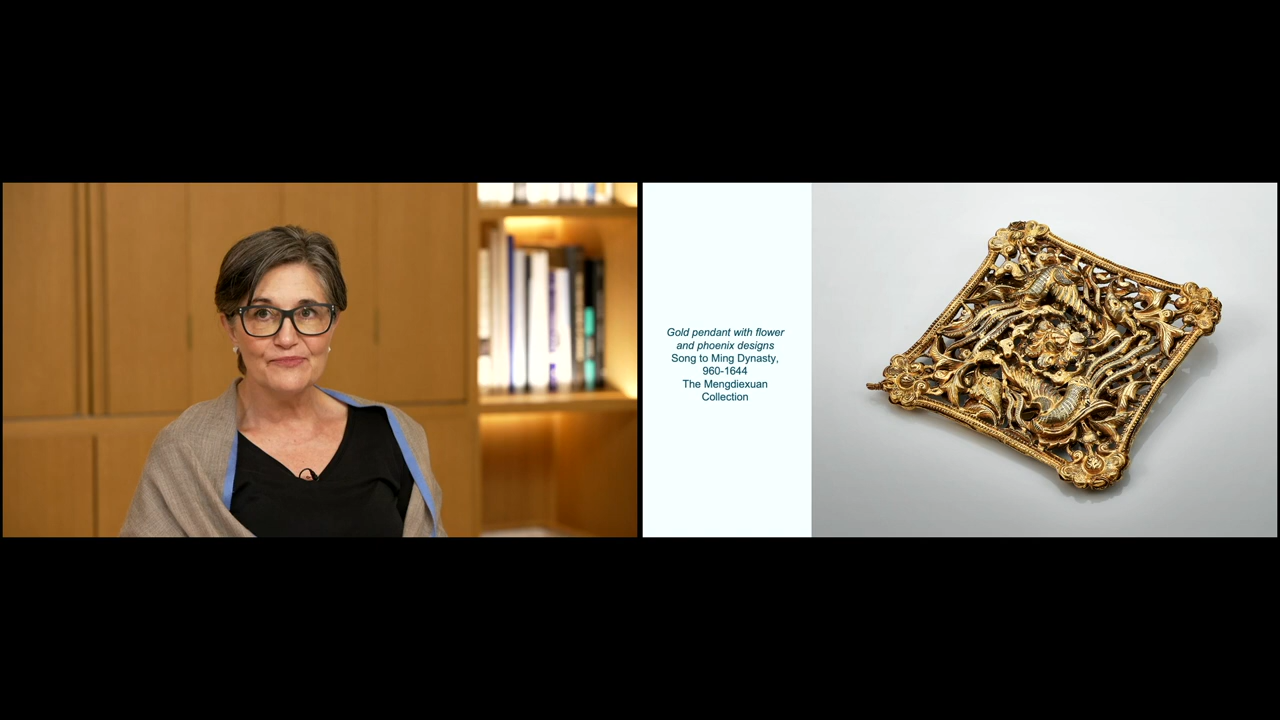 Gold pendant with flower
and phoenix designs
Song to Ming Dynasty,
960-1644
The Mengdiexuan
Collection